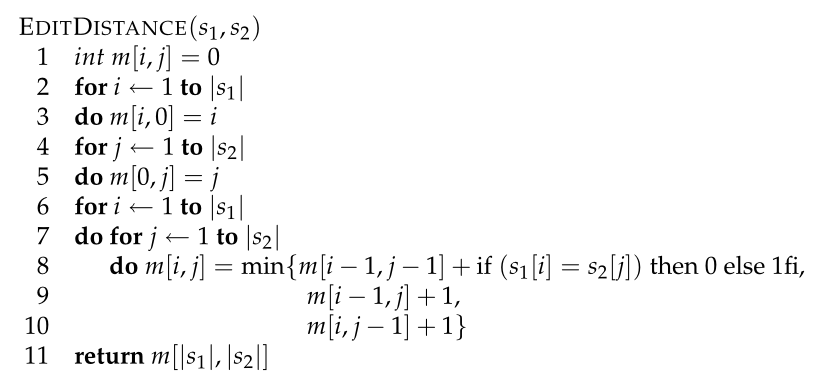 EDITDISTANCE(s₁, s₂)
1 int m[i, j] = 0
2 for i ← 1 to |s₁|
3 do m[i, 0] = i
4 for j ← 1 to |s₂|
5 do m[0, j] = j
6 for i ← 1 to |s₁|
7 do for j ← 1 to |s₂|
8 do m[i, j] = min{m[i − 1, j − 1] + if (s₁[i] = s₂[j]) then 0 else 1fi,
9 m[i − 1, j] + 1,
10 m[i, j − 1] + 1}
11 return m[|s₁|, |s₂|]